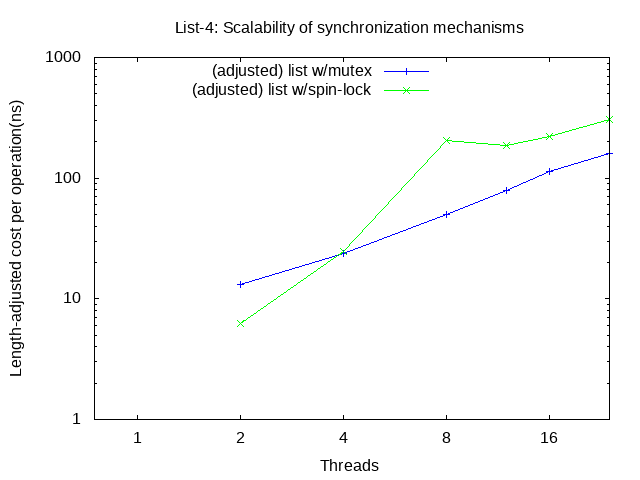 List-4: Scalability of synchronization mechanisms
1000
(adjusted) list w/mutex
(adjusted) list w/spin-lock
100
10
1
Length-adjusted cost per operation(ns)
1 2 4 8 16
Threads